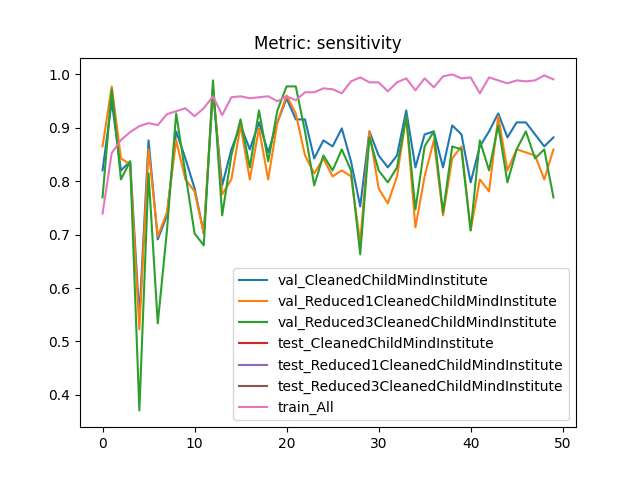 Metric: sensitivity
1.0
0.9
0.8
0.7
0.6
0.5
0.4
val_CleanedChildMindInstitute
val_Reduced1CleanedChildMindInstitute
val_Reduced3CleanedChildMindInstitute
test_CleanedChildMindInstitute
test_Reduced1CleanedChildMindInstitute
test_Reduced3CleanedChildMindInstitute
train_All
0 10 20 30 40 50